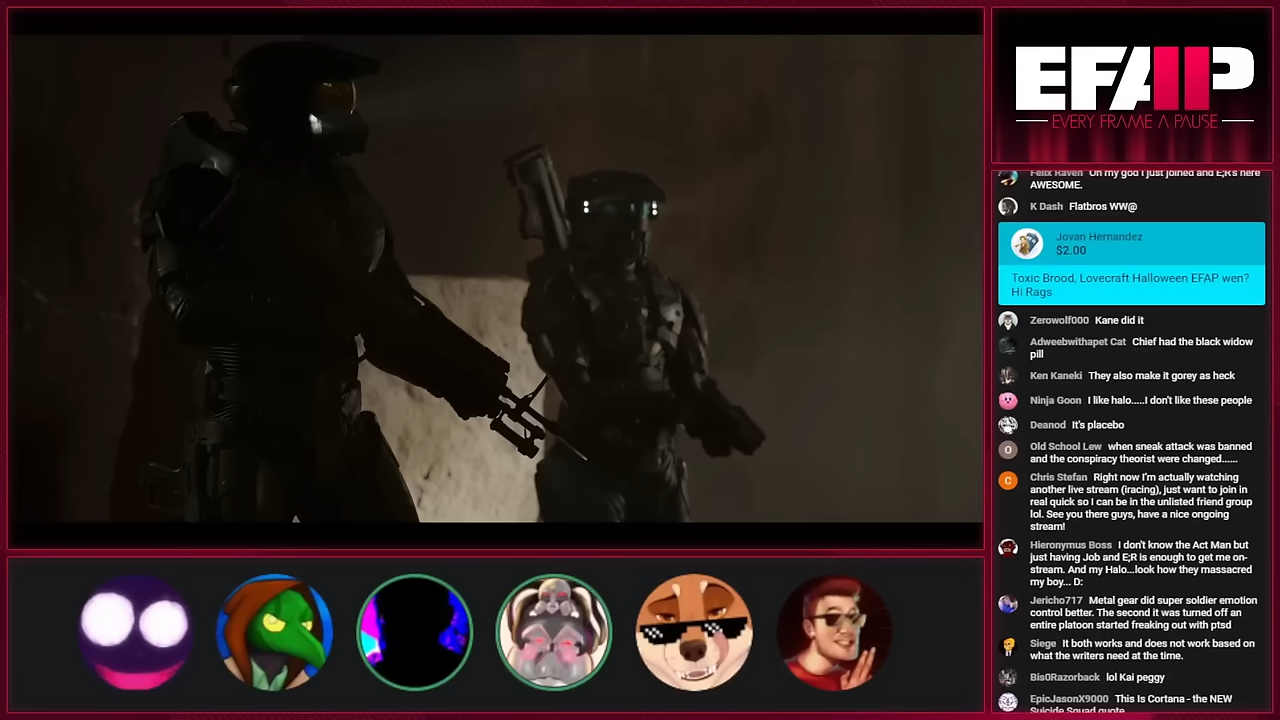 EFAP
EVERY FRAME A PAUSE
Felix Raven Oh my god I just joined and E;R's here
AWESOME.
K Dash Flatbros WW@
Jovan Hernandez
$2.00
Toxic Brood, Lovecraft Halloween EFAP wen?
Hi Rags
Zerowolf000 Kane did it
Adweebwithapet Cat Chief had the black widow
pill
Ken Kaneki They also make it gorey as heck
Ninja Goon I like halo.....I don't like these people
Deanod It's placebo
Old School Lew when sneak attack was banned
and the conspiracy theorist were changed......
Chris Stefan Right now I'm actually watching
another live stream (iracing), just want to join in
real quick so I can be in the unlisted friend group
lol. See you there guys, have a nice ongoing
stream!
Hieronymus Boss I don't know the Act Man but
just having Job and E;R is enough to get me on-
stream. And my Halo...look how they massacred
my boy... D:
Jericho717 Metal gear did super soldier emotion
control better. The second it was turned off an
entire platoon started freaking out with ptsd
Siege It both works and does not work based on
what the writers need at the time.
Bis0Razorback lol Kai peggy
EpicJasonX9000 This Is Cortana - the NEW
Suicide Squad quote
O
C